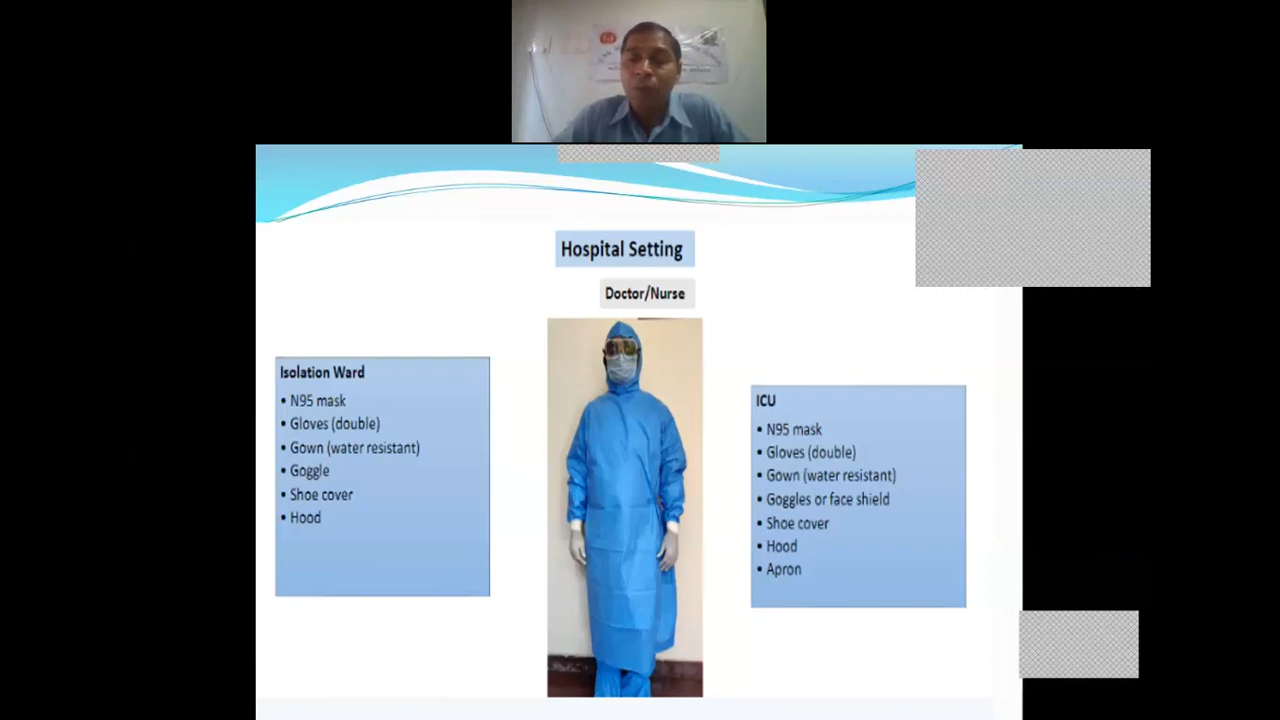 Hospital Setting
Doctor/Nurse
Isolation Ward
• N95 mask
• Gloves (double)
• Gown (water resistant)
• Goggle
• Shoe cover
• Hood
ICU
• N95 mask
• Gloves (double)
• Gown (water resistant)
• Goggles or face shield
• Shoe cover
• Hood
• Apron